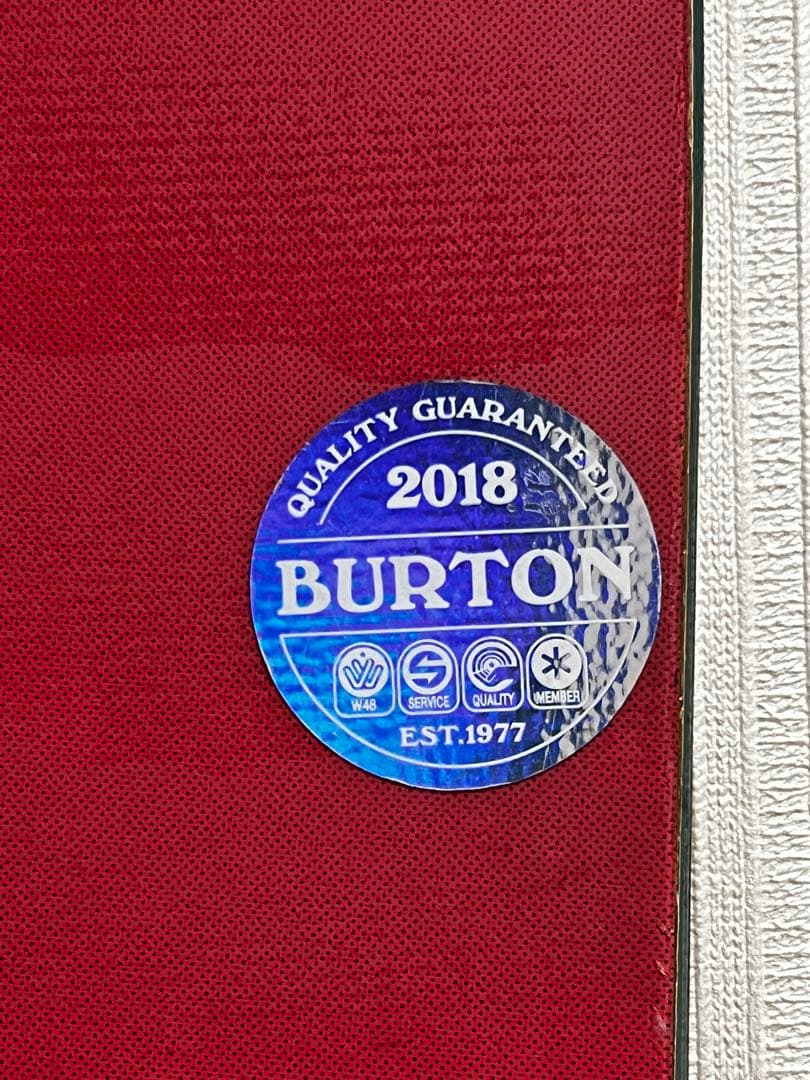 QUALITY GUARANTEED
2018
BURTON
W48 SERVICE QUALITY MEMBER
EST.1977